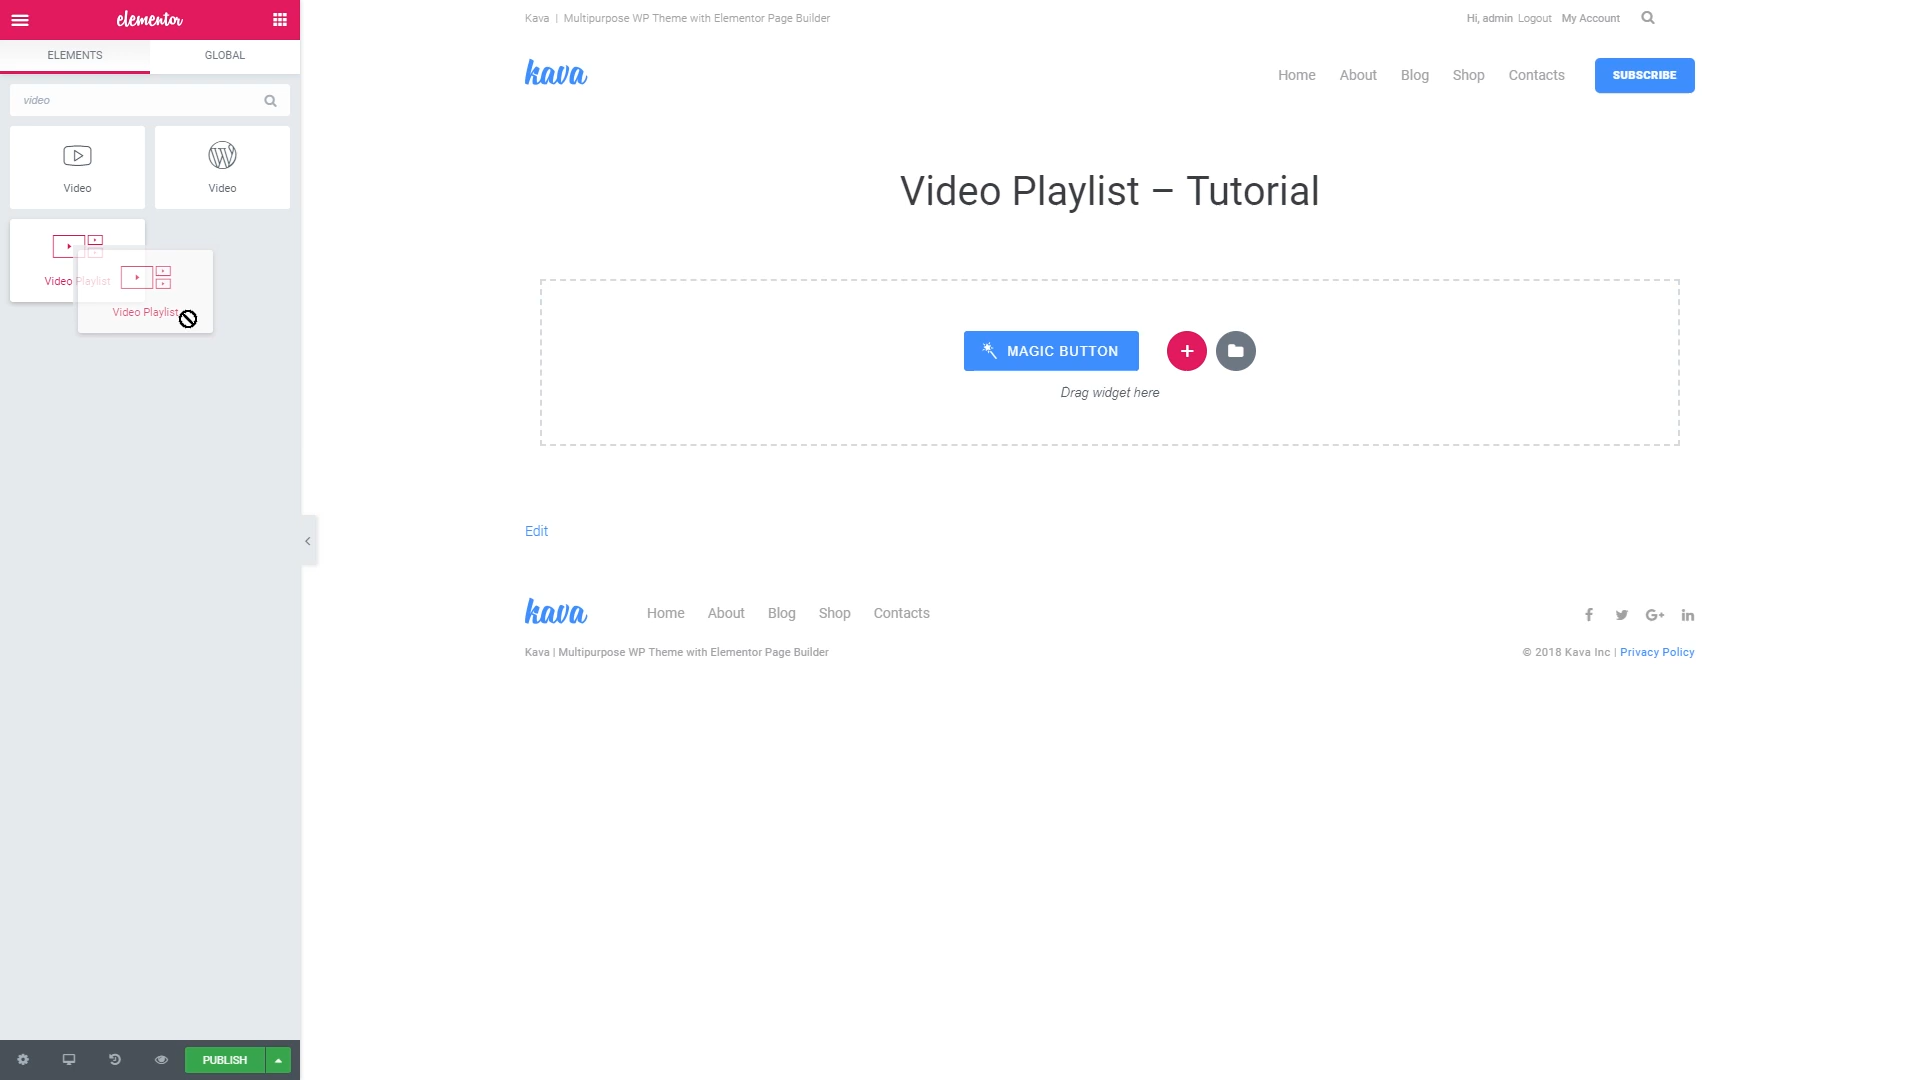 elementor
ELEMENTS
GLOBAL
video
Video
Video
Video Playlist
Video Playlist
PUBLISH
Kava | Multipurpose WP Theme with Elementor Page Builder
Hi, admin Logout My Account
kava
Home About Blog Shop Contacts
SUBSCRIBE
Video Playlist – Tutorial
MAGIC BUTTON
Drag widget here
Edit
kava
Home About Blog Shop Contacts
Kava | Multipurpose WP Theme with Elementor Page Builder
© 2018 Kava Inc | Privacy Policy